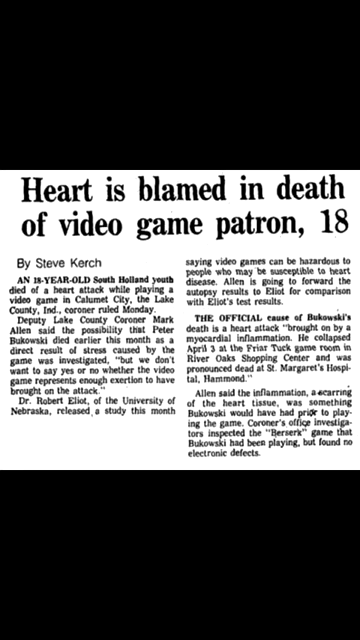 Heart is blamed in death
of video game patron, 18
By Steve Kerch
AN 18-YEAR-OLD South Holland youth
died of a heart attack while playing a
video game in Calumet City, the Lake
County, Ind., coroner ruled Monday.
Deputy Lake County Coroner Mark
Allen said the possibility that Peter
Bukowski died earlier this month as a
direct result of stress caused by the
game was investigated, "but we don't
want to say yes or no whether the video
game represents enough exertion to have
brought on the attack."
Dr. Robert Eliot, of the University of
Nebraska, released a study this month
saying video games can be hazardous to
people who may be susceptible to heart
disease. Allen is going to forward the
autopsy results to Eliot for comparison
with Eliot's test results.
THE OFFICIAL cause of Bukowski's
death is a heart attack "brought on by a
myocardial inflammation. He collapsed
April 3 at the Friar Tuck game room in
River Oaks Shopping Center and was
pronounced dead at St. Margaret's Hospi-
tal, Hammond."
Allen said the inflammation, a scarring
of the heart tissue, was something
Bukowski would have had prior to play-
ing the game. Coroner's office investiga-
tors inspected the "Berserk" game that
Bukowski had been playing, but found no
electronic defects.